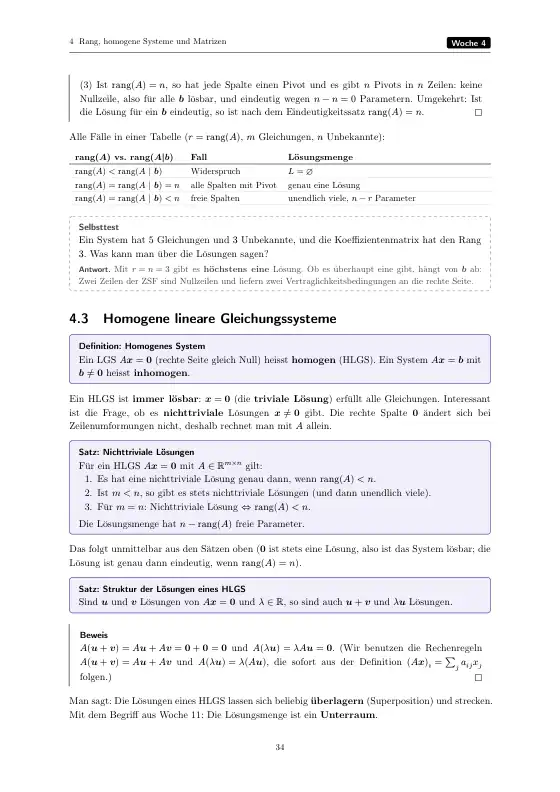 4 Rang, homogene Systeme und Matrizen
Woche 4
(3) Ist rang(A) = n, so hat jede Spalte einen Pivot und es gibt n Pivots in n Zeilen: keine
Nullzeile, also für alle b lösbar, und eindeutig wegen n − n = 0 Parametern. Umgekehrt: Ist
die Lösung für ein b eindeutig, so ist nach dem Eindeutigkeitssatz rang(A) = n. □
Alle Fälle in einer Tabelle (r = rang(A), m Gleichungen, n Unbekannte):
rang(A) vs. rang(A|b) Fall Lösungsmenge
rang(A) < rang(A | b) Widerspruch L = ∅
rang(A) = rang(A | b) = n alle Spalten mit Pivot genau eine Lösung
rang(A) = rang(A | b) < n freie Spalten unendlich viele, n − r Parameter
Selbsttest
Ein System hat 5 Gleichungen und 3 Unbekannte, und die Koeffizientenmatrix hat den Rang
3. Was kann man über die Lösungen sagen?
Antwort. Mit r = n = 3 gibt es höchstens eine Lösung. Ob es überhaupt eine gibt, hängt von b ab:
Zwei Zeilen der ZSF sind Nullzeilen und liefern zwei Verträglichkeitsbedingungen an die rechte Seite.
4.3 Homogene lineare Gleichungssysteme
Definition: Homogenes System
Ein LGS Ax = 0 (rechte Seite gleich Null) heisst homogen (HLGS). Ein System Ax = b mit
b ≠ 0 heisst inhomogen.
Ein HLGS ist immer lösbar: x = 0 (die triviale Lösung) erfüllt alle Gleichungen. Interessant
ist die Frage, ob es nichttriviale Lösungen x ≠ 0 gibt. Die rechte Spalte 0 ändert sich bei
Zeilenumformungen nicht, deshalb rechnet man mit A allein.
Satz: Nichttriviale Lösungen
Für ein HLGS Ax = 0 mit A ∈ ℝᵐˣⁿ gilt:
1. Es hat eine nichttriviale Lösung genau dann, wenn rang(A) < n.
2. Ist m < n, so gibt es stets nichttriviale Lösungen (und dann unendlich viele).
3. Für m = n: Nichttriviale Lösung ⇔ rang(A) < n.
Die Lösungsmenge hat n − rang(A) freie Parameter.
Das folgt unmittelbar aus den Sätzen oben (0 ist stets eine Lösung, also ist das System lösbar; die
Lösung ist genau dann eindeutig, wenn rang(A) = n).
Satz: Struktur der Lösungen eines HLGS
Sind u und v Lösungen von Ax = 0 und λ ∈ ℝ, so sind auch u + v und λu Lösungen.
Beweis
A(u + v) = Au + Av = 0 + 0 = 0 und A(λu) = λAu = 0. (Wir benutzen die Rechenregeln
A(u + v) = Au + Av und A(λu) = λ(Au), die sofort aus der Definition (Ax)ᵢ = ∑ⱼ aᵢⱼxⱼ
folgen.) □
Man sagt: Die Lösungen eines HLGS lassen sich beliebig überlagern (Superposition) und strecken.
Mit dem Begriff aus Woche 11: Die Lösungsmenge ist ein Unterraum.
34